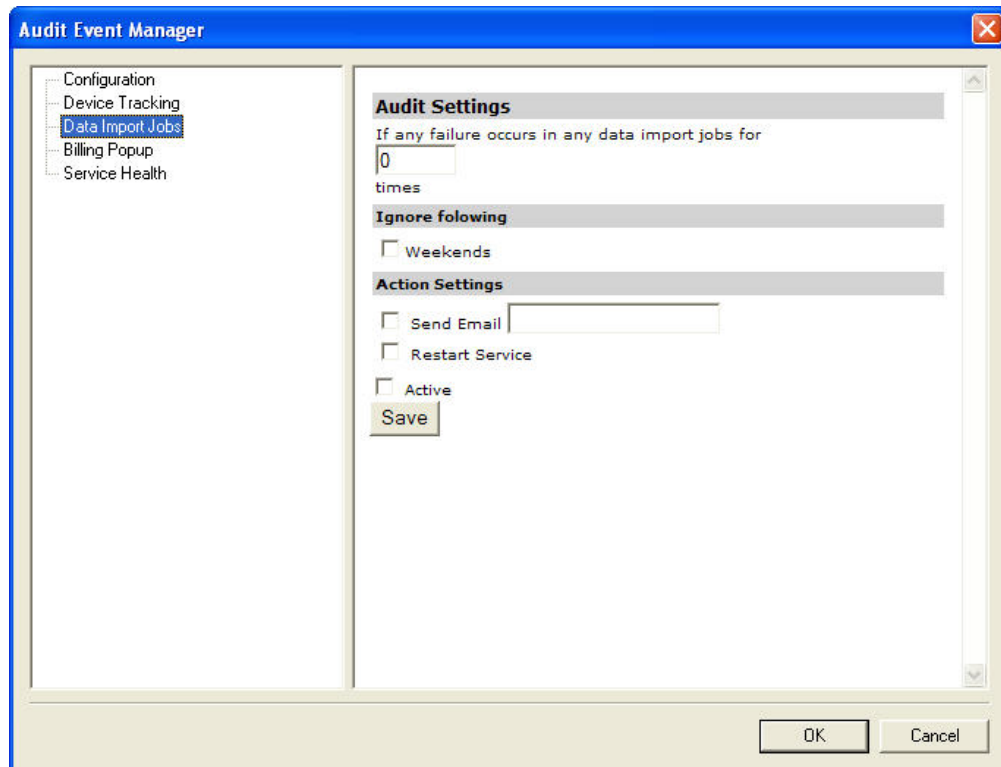 Audit Event Manager
Configuration
Device Tracking
Data Import Jobs
Billing Popup
Service Health
Audit Settings
If any failure occurs in any data import jobs for
0
times
Ignore folowing
Weekends
Action Settings
Send Email
Restart Service
Active
Save
OK
Cancel